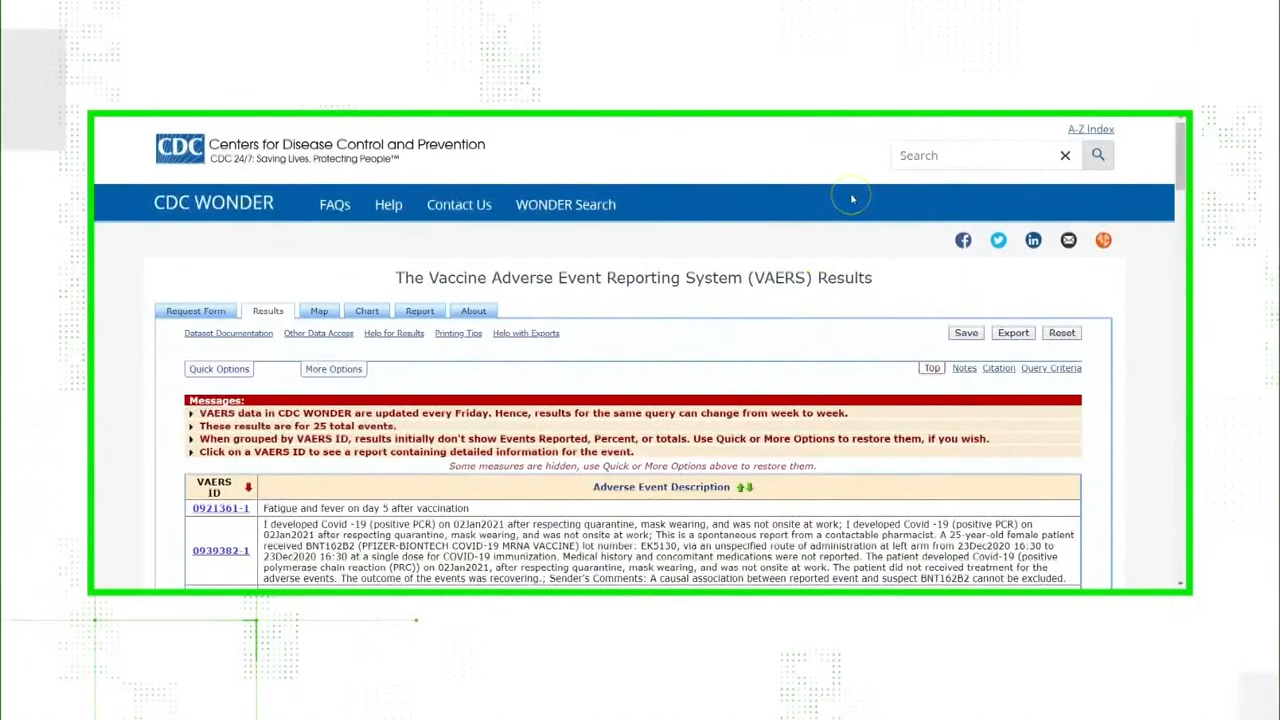 A-Z Index
CDC Centers for Disease Control and Prevention
CDC 24/7: Saving Lives, Protecting People™
Search
CDC WONDER FAQs Help Contact Us WONDER Search
The Vaccine Adverse Event Reporting System (VAERS) Results
Request Form Results Map Chart Report About
Dataset Documentation Other Data Access Help for Results Printing Tips Help with Exports Save Export Reset
Quick Options More Options Top Notes Citation Query Criteria
Messages:
VAERS data in CDC WONDER are updated every Friday. Hence, results for the same query can change from week to week.
These results are for 25 total events.
When grouped by VAERS ID, results initially don't show Events Reported, Percent, or totals. Use Quick or More Options to restore them, if you wish.
Click on a VAERS ID to see a report containing detailed information for the event.
Some measures are hidden, use Quick or More Options above to restore them.
VAERS
ID
Adverse Event Description
0921361-1 Fatigue and fever on day 5 after vaccination
0939382-1
I developed Covid -19 (positive PCR) on 02Jan2021 after respecting quarantine, mask wearing, and was not onsite at work; I developed Covid -19 (positive PCR) on
02Jan2021 after respecting quarantine, mask wearing, and was not onsite at work; This is a spontaneous report from a contactable pharmacist. A 25-year-old female patient
received BNT162B2 (PFIZER-BIONTECH COVID-19 MRNA VACCINE) lot number: EK5130, via an unspecified route of administration at left arm from 23Dec2020 16:30 to
23Dec2020 16:30 at a single dose for COVID-19 immunization. Medical history and concomitant medications were not reported. The patient developed Covid-19 (positive
polymerase chain reaction (PRC)) on 02Jan2021, after respecting quarantine, mask wearing, and was not onsite at work. The patient did not received treatment for the
adverse events. The outcome of the events was recovering.; Sender's Comments: A causal association between reported event and suspect BNT162B2 cannot be excluded.